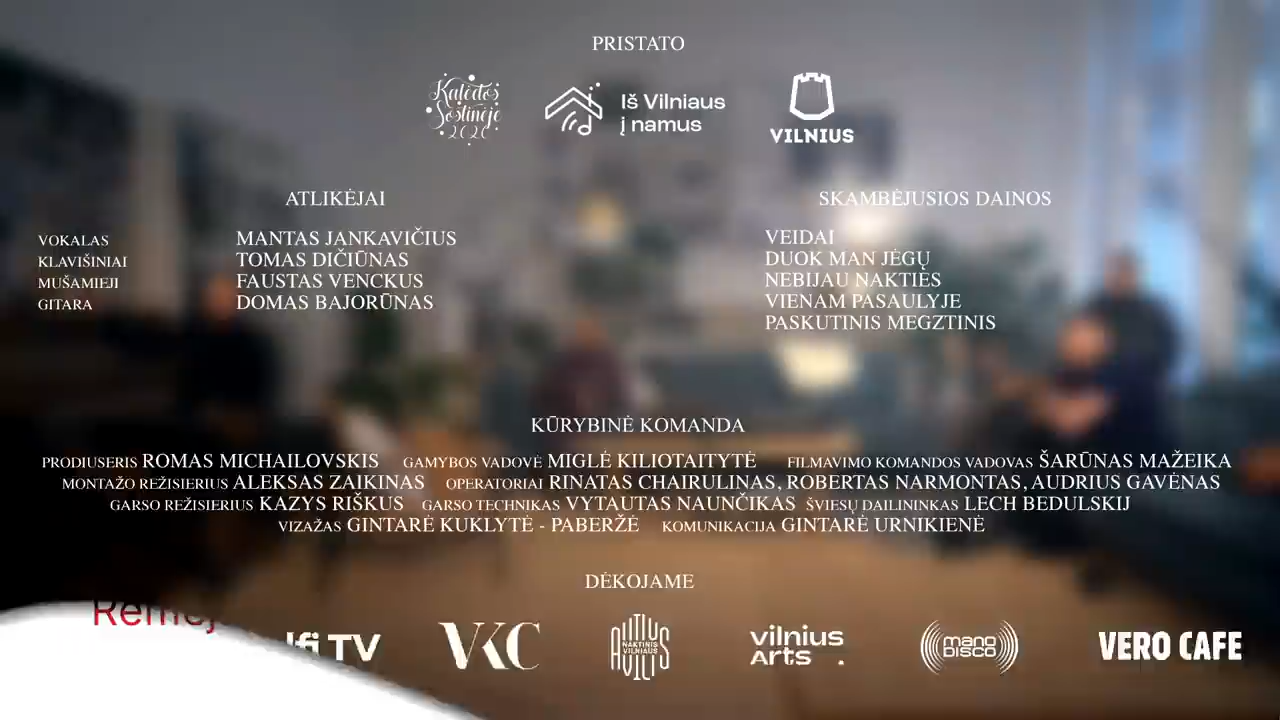 PRISTATO
Kalėdos
Sostinėje
2020
Iš Vilniaus
į namus
VILNIUS
ATLIKĖJAI
VOKALAS MANTAS JANKAVIČIUS
KLAVIŠINIAI TOMAS DIČIŪNAS
MUŠAMIEJI FAUSTAS VENCKUS
GITARA DOMAS BAJORŪNAS
SKAMBĖJUSIOS DAINOS
VEIDAI
DUOK MAN JĖGŲ
NEBIJAU NAKTIES
VIENAM PASAULYJE
PASKUTINIS MEGZTINIS
KŪRYBINĖ KOMANDA
PRODIUSERIS ROMAS MICHAILOVSKIS GAMYBOS VADOVĖ MIGLĖ KILIOTAITYTĖ FILMAVIMO KOMANDOS VADOVAS ŠARŪNAS MAŽEIKA
MONTAŽO REŽISIERIUS ALEKSAS ZAIKINAS OPERATORIAI RINATAS CHAIRULINAS, ROBERTAS NARMONTAS, AUDRIUS GAVĖNAS
GARSO REŽISIERIUS KAZYS RIŠKUS GARSO TECHNIKAS VYTAUTAS NAUNČIKAS ŠVIESŲ DAILININKAS LECH BEDULSKIJ
VIZAŽAS GINTARĖ KUKLYTĖ - PABERŽĖ KOMUNIKACIJA GINTARĖ URNIKIENĖ
DĖKOJAME
TV
VKC
NAKTINIS
VILNIAUS
vilnius
Arts
mano
DISCO
VERO CAFE